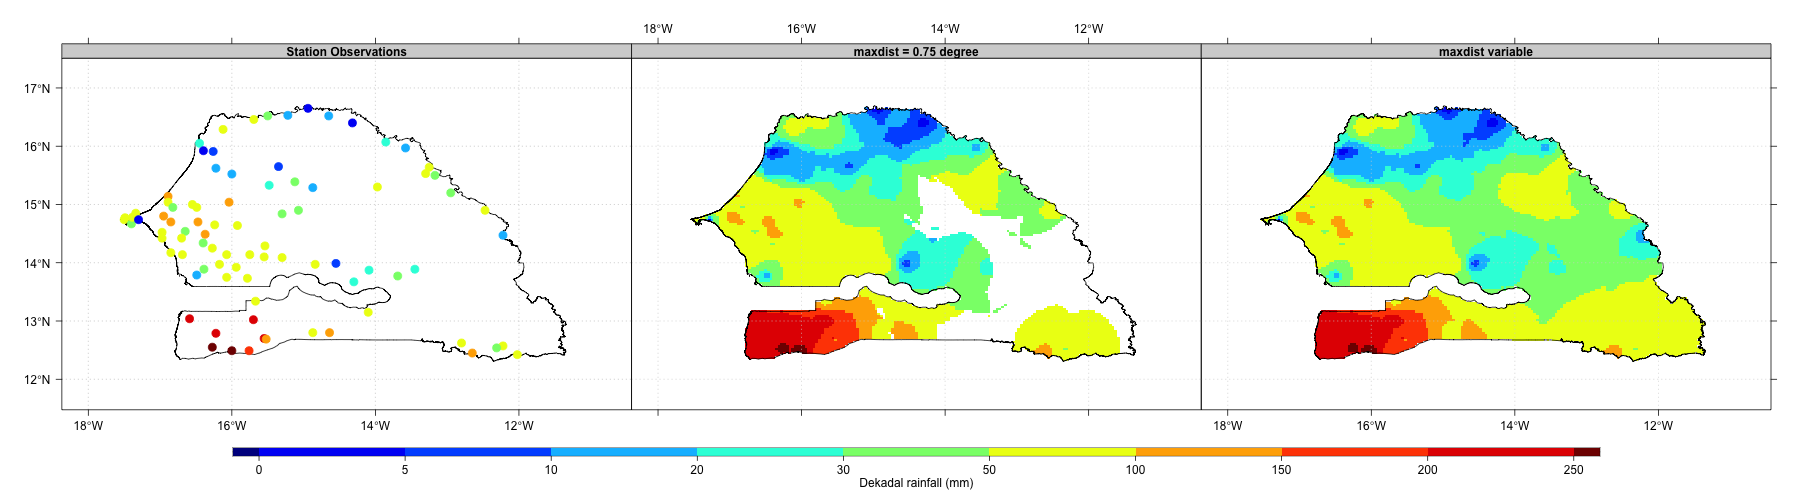 18°W 16°W 14°W 12°W
Station Observations maxdist = 0.75 degree maxdist variable
17°N
16°N
15°N
14°N
13°N
12°N
18°W 16°W 14°W 12°W 18°W 16°W 14°W 12°W
0 5 10 20 30 50 100 150 200 250
Dekadal rainfall (mm)